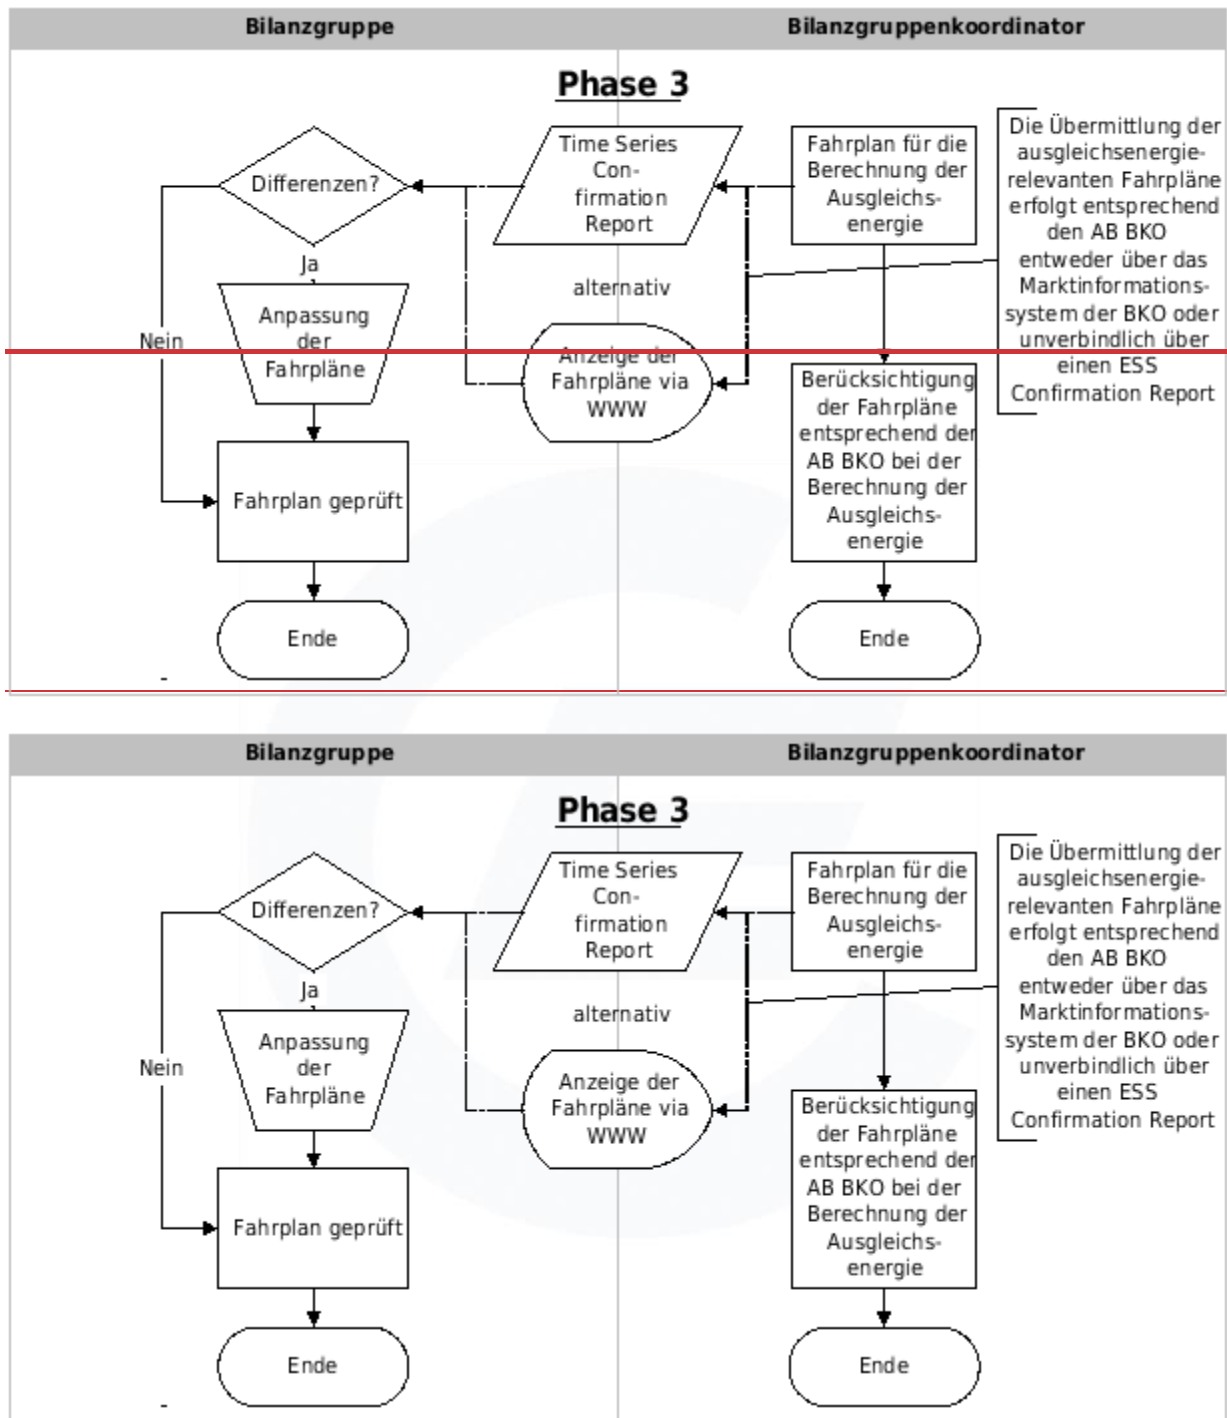 Bilanzgruppe
Bilanzgruppenkoordinator
Phase 3
Differenzen?
Ja
Nein
Anpassung
der
Fahrpläne
Fahrplan geprüft
Ende
Time Series
Con-
firmation
Report
alternativ
Anzeige der
Fahrpläne via
WWW
Fahrplan für die
Berechnung der
Ausgleichs-
energie
Berücksichtigung
der Fahrpläne
entsprechend der
AB BKO bei der
Berechnung der
Ausgleichs-
energie
Ende
Die Übermittlung der
ausgleichsenergie-
relevanten Fahrpläne
erfolgt entsprechend
den AB BKO
entweder über das
Marktinformations-
system der BKO oder
unverbindlich über
einen ESS
Confirmation Report
Bilanzgruppe
Bilanzgruppenkoordinator
Phase 3
Differenzen?
Ja
Nein
Anpassung
der
Fahrpläne
Fahrplan geprüft
Ende
Time Series
Con-
firmation
Report
alternativ
Anzeige der
Fahrpläne via
WWW
Fahrplan für die
Berechnung der
Ausgleichs-
energie
Berücksichtigung
der Fahrpläne
entsprechend der
AB BKO bei der
Berechnung der
Ausgleichs-
energie
Ende
Die Übermittlung der
ausgleichsenergie-
relevanten Fahrpläne
erfolgt entsprechend
den AB BKO
entweder über das
Marktinformations-
system der BKO oder
unverbindlich über
einen ESS
Confirmation Report